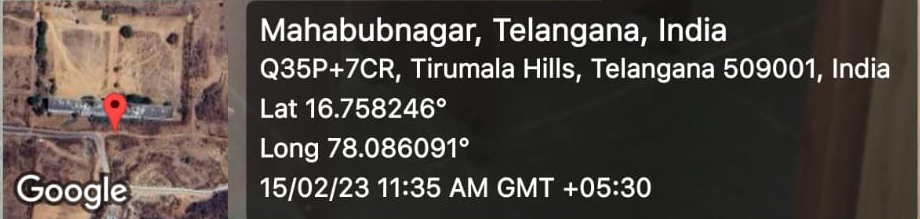 Mahabubnagar, Telangana, India
Q35P+7CR, Tirumala Hills, Telangana 509001, India
Lat 16.758246°
Long 78.086091°
15/02/23 11:35 AM GMT +05:30
Google